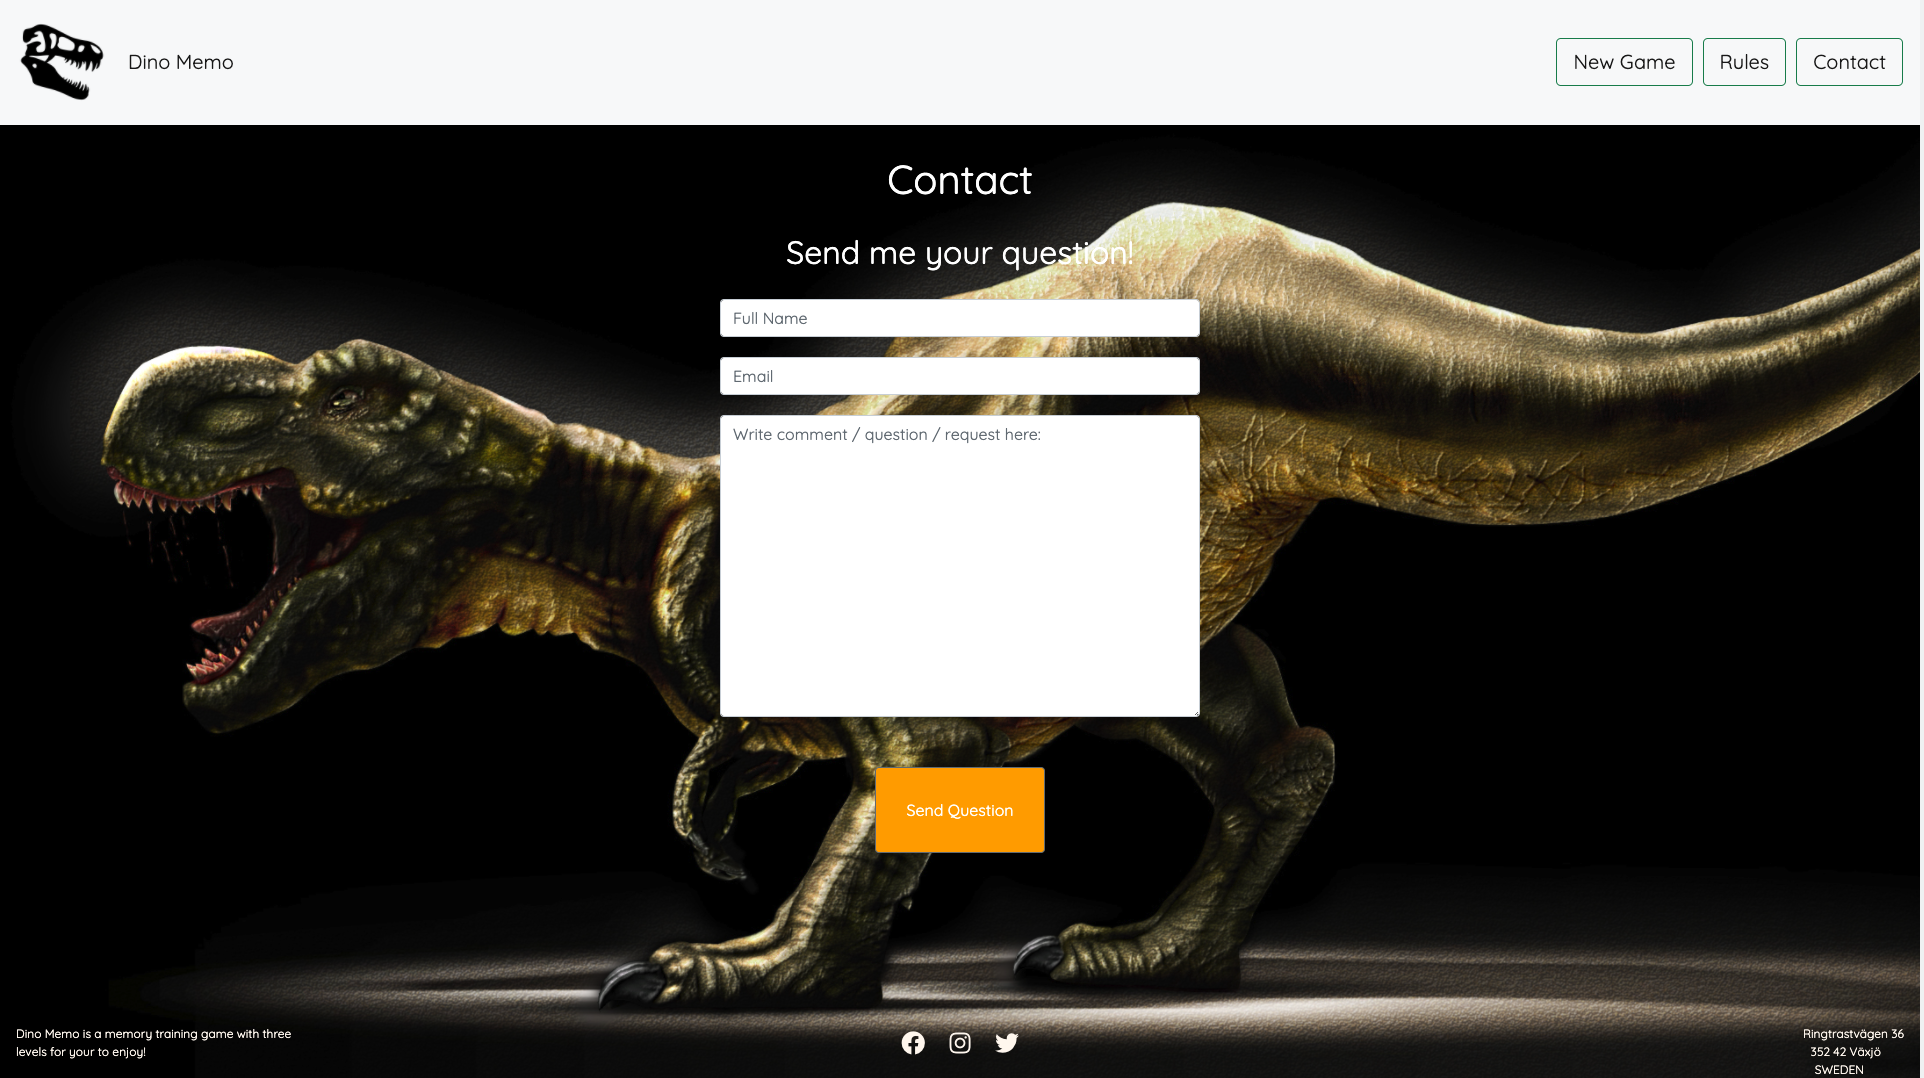 Dino Memo
New Game
Rules
Contact
Contact
Send me your question!
Full Name
Email
Write comment / question / request here:
Send Question
Dino Memo is a memory training game with three
levels for your to enjoy!
Ringtrastvägen 36
352 42 Växjö
SWEDEN